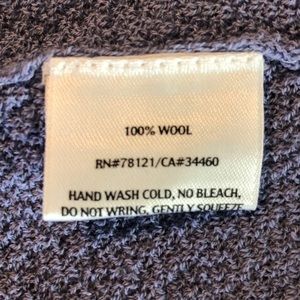 100% WOOL
RN#78121/CA#34460
HAND WASH COLD, NO BLEACH,
DO NOT WRING, GENTLY SQUEEZE